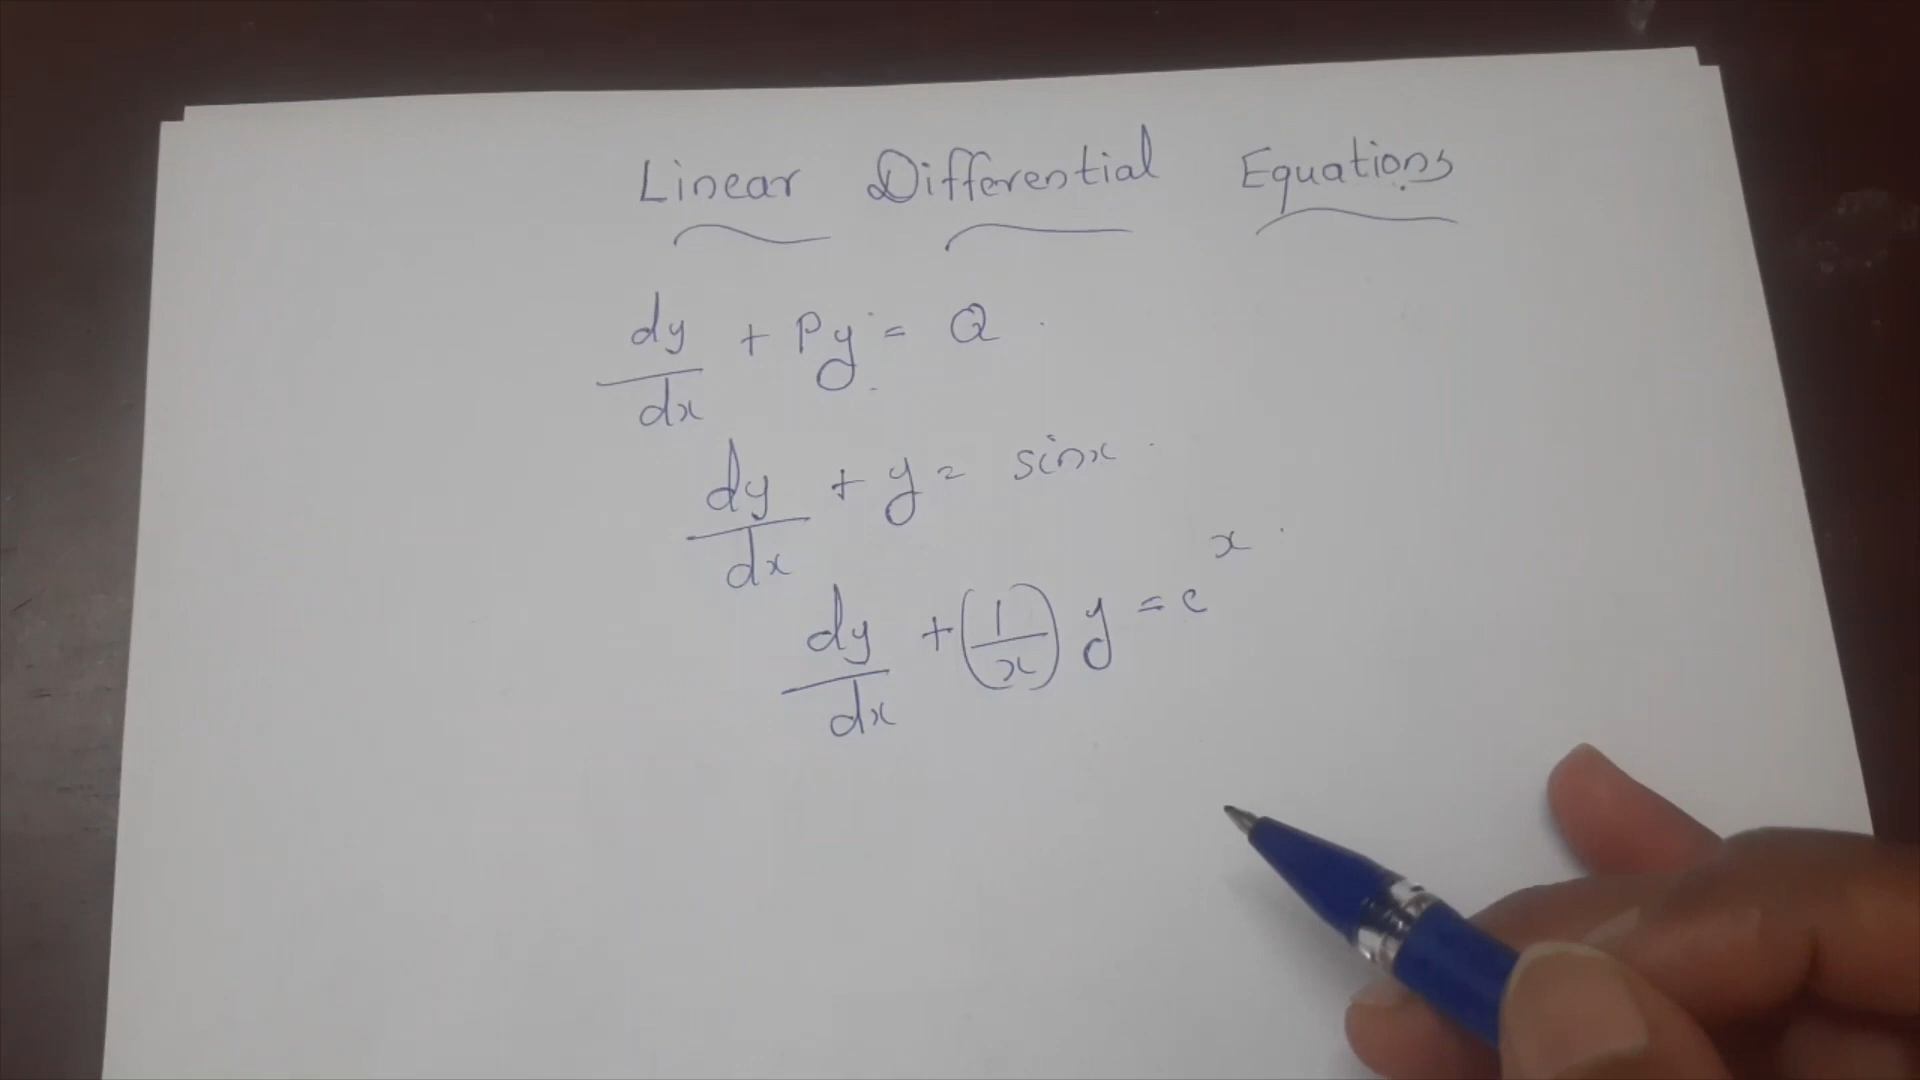 Linear Differential Equations
dy/dx + Py = Q
dy/dx + y = sinx
dy/dx + (1/x) y = e^x